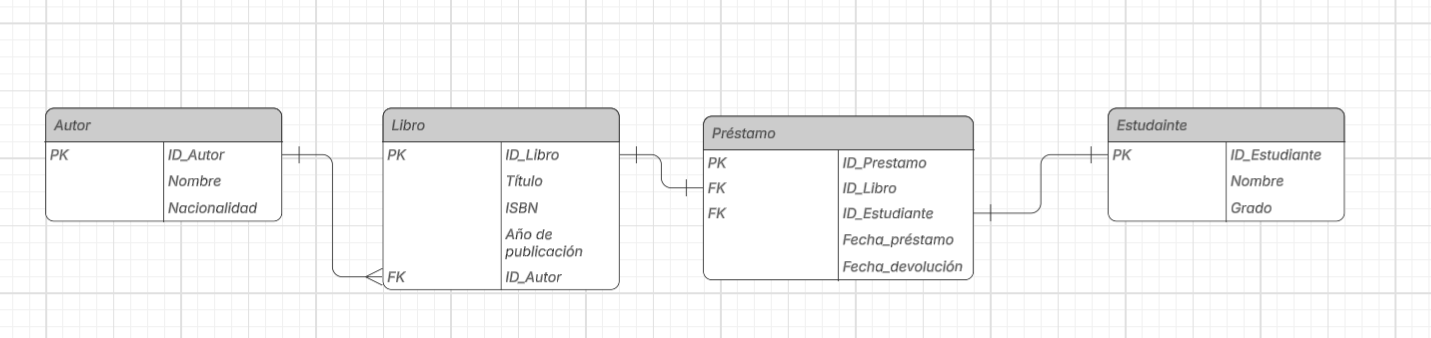 Autor
PK ID_Autor
Nombre
Nacionalidad
Libro
PK ID_Libro
Título
ISBN
Año de
publicación
FK ID_Autor
Préstamo
PK ID_Prestamo
FK ID_Libro
FK ID_Estudiante
Fecha_préstamo
Fecha_devolución
Estudainte
PK ID_Estudiante
Nombre
Grado